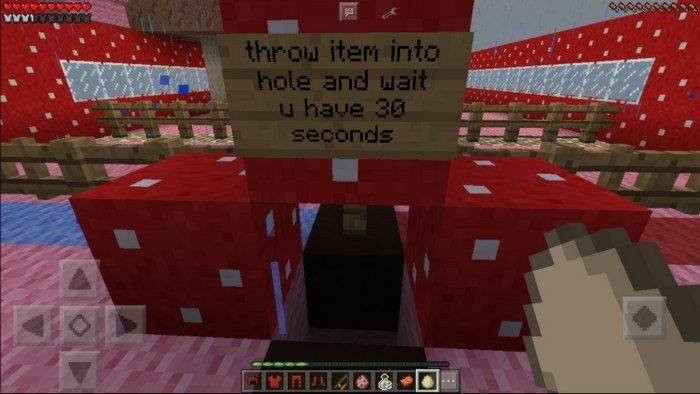 throw item into
hole and wait
u have 30
seconds